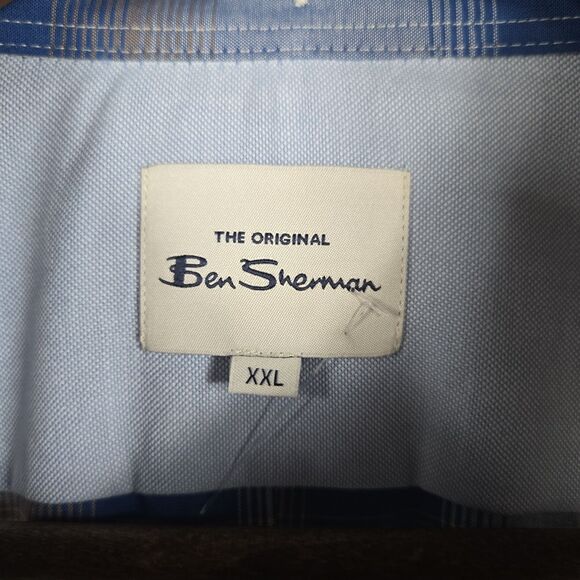 THE ORIGINAL
Ben Sherman
XXL